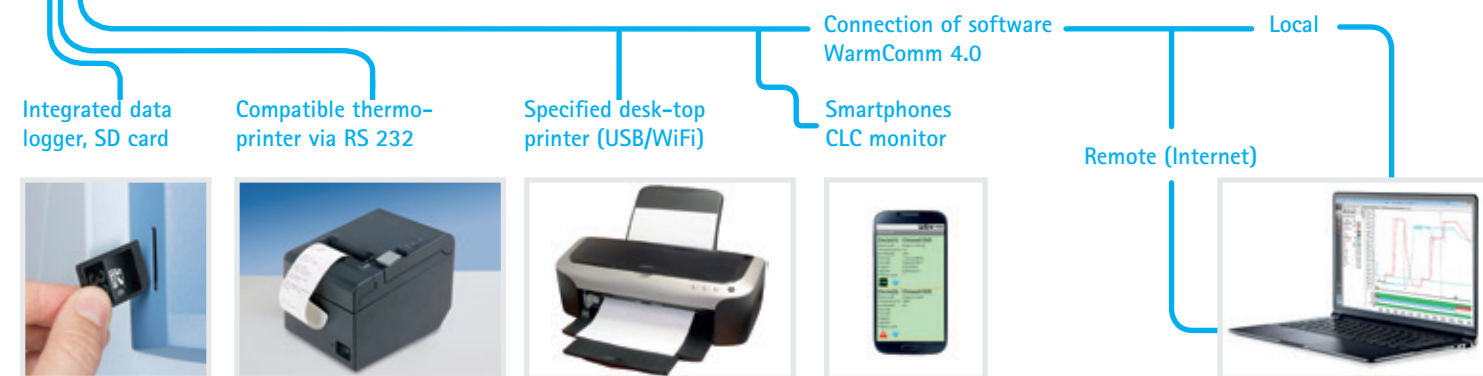 Connection of software
WarmComm 4.0
Local
Integrated data
logger, SD card
Compatible thermo-
printer via RS 232
Specified desk-top
printer (USB/WiFi)
Smartphones
CLC monitor
Remote (Internet)